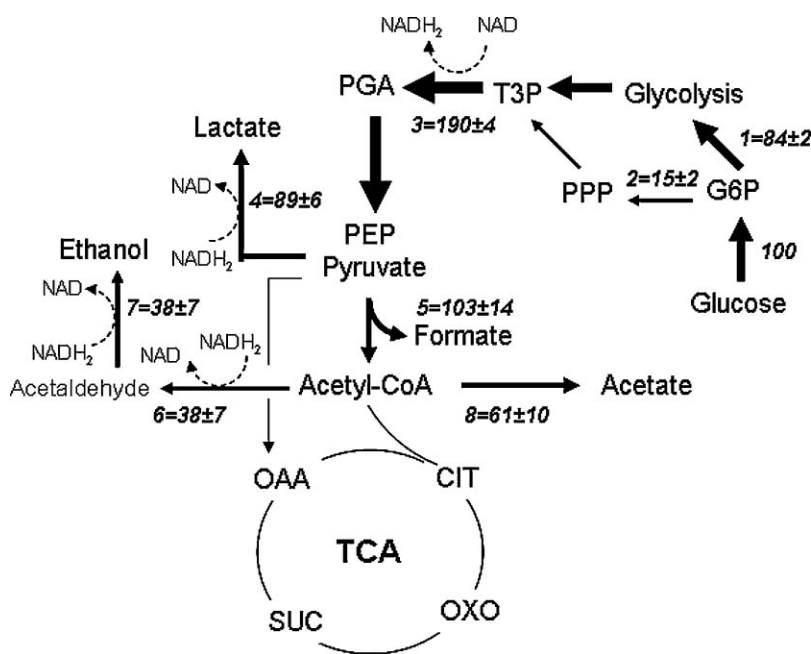 NADH2 NAD
PGA T3P Glycolysis
3=190±4 1=84±2
Lactate
NAD 4=89±6 2=15±2
PPP G6P
NADH2 PEP
Pyruvate 100
Ethanol Glucose
NAD 7=38±7 5=103±14
Formate
NADH2 NAD NADH2
Acetaldehyde Acetyl-CoA Acetate
6=38±7 8=61±10
OAA CIT
TCA
SUC OXO